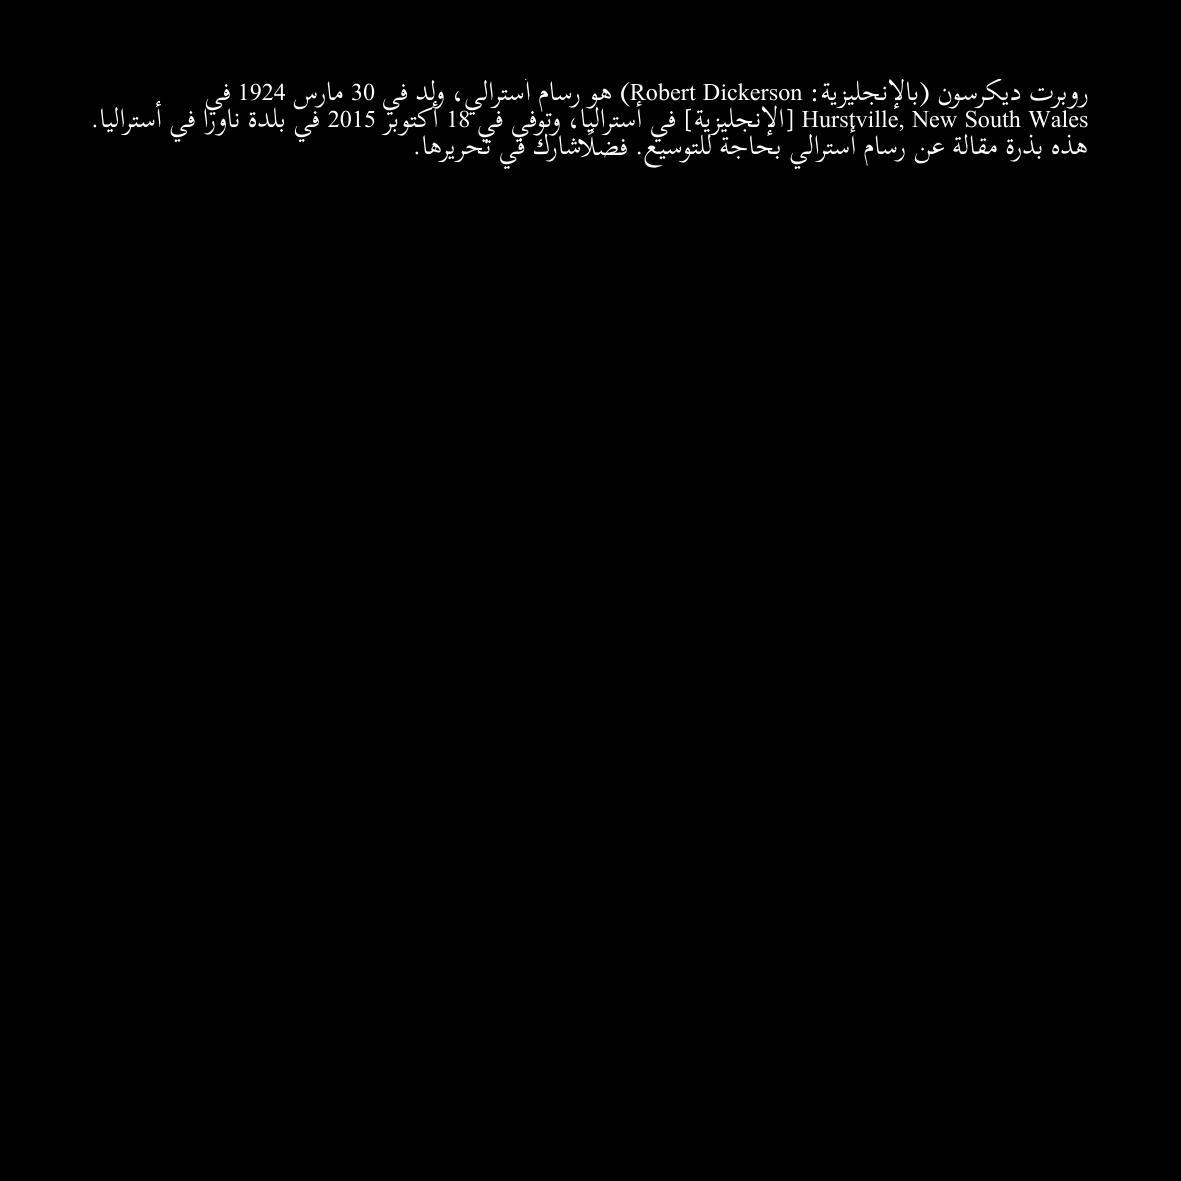 روبرت ديكرسون (بالإنجليزية: Robert Dickerson) هو رسام أسترالي، ولد في 30 مارس 1924 في
Hurstville, New South Wales [الإنجليزية] في أستراليا، وتوفي في 18 أكتوبر 2015 في بلدة ناورا في أستراليا.
هذه بذرة مقالة عن رسام أسترالي بحاجة للتوسيع. فضلًاشارك في تحريرها.